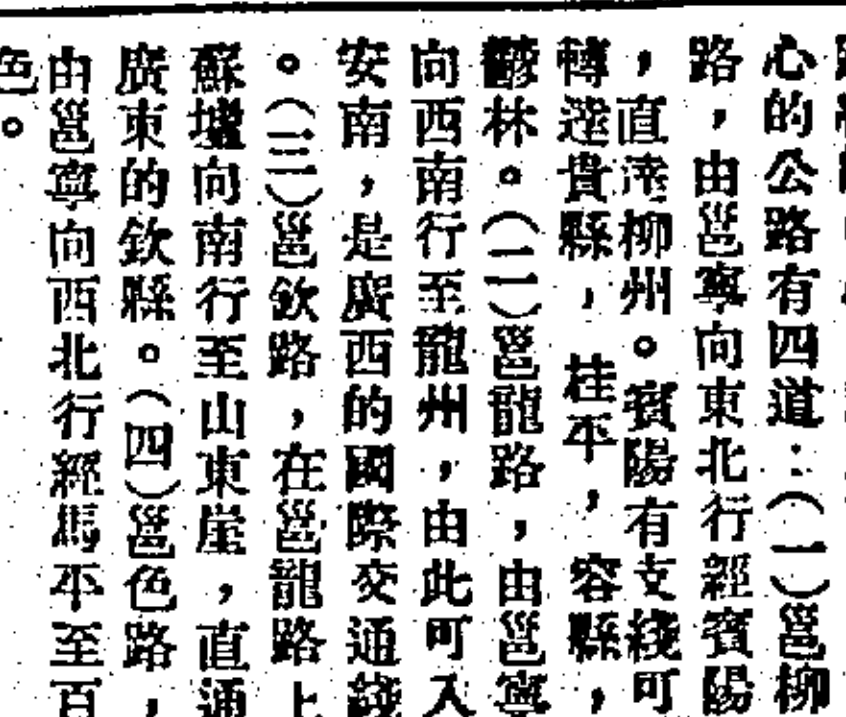 心的公路有四道：（一）邕柳
路，由邕寧向東北行經賓陽
，直達柳州。賓陽有支綫可
轉達貴縣，桂平，容縣，
鬱林。（二）邕龍路，由邕寧
向西南行至龍州，由此可入
安南，是廣西的國際交通綫
。（三）邕欽路，在邕龍路上
蘇墟向南行至山東崖，直通
廣東的欽縣。（四）邕色路，
由邕寧向西北行經馬平至百
色。